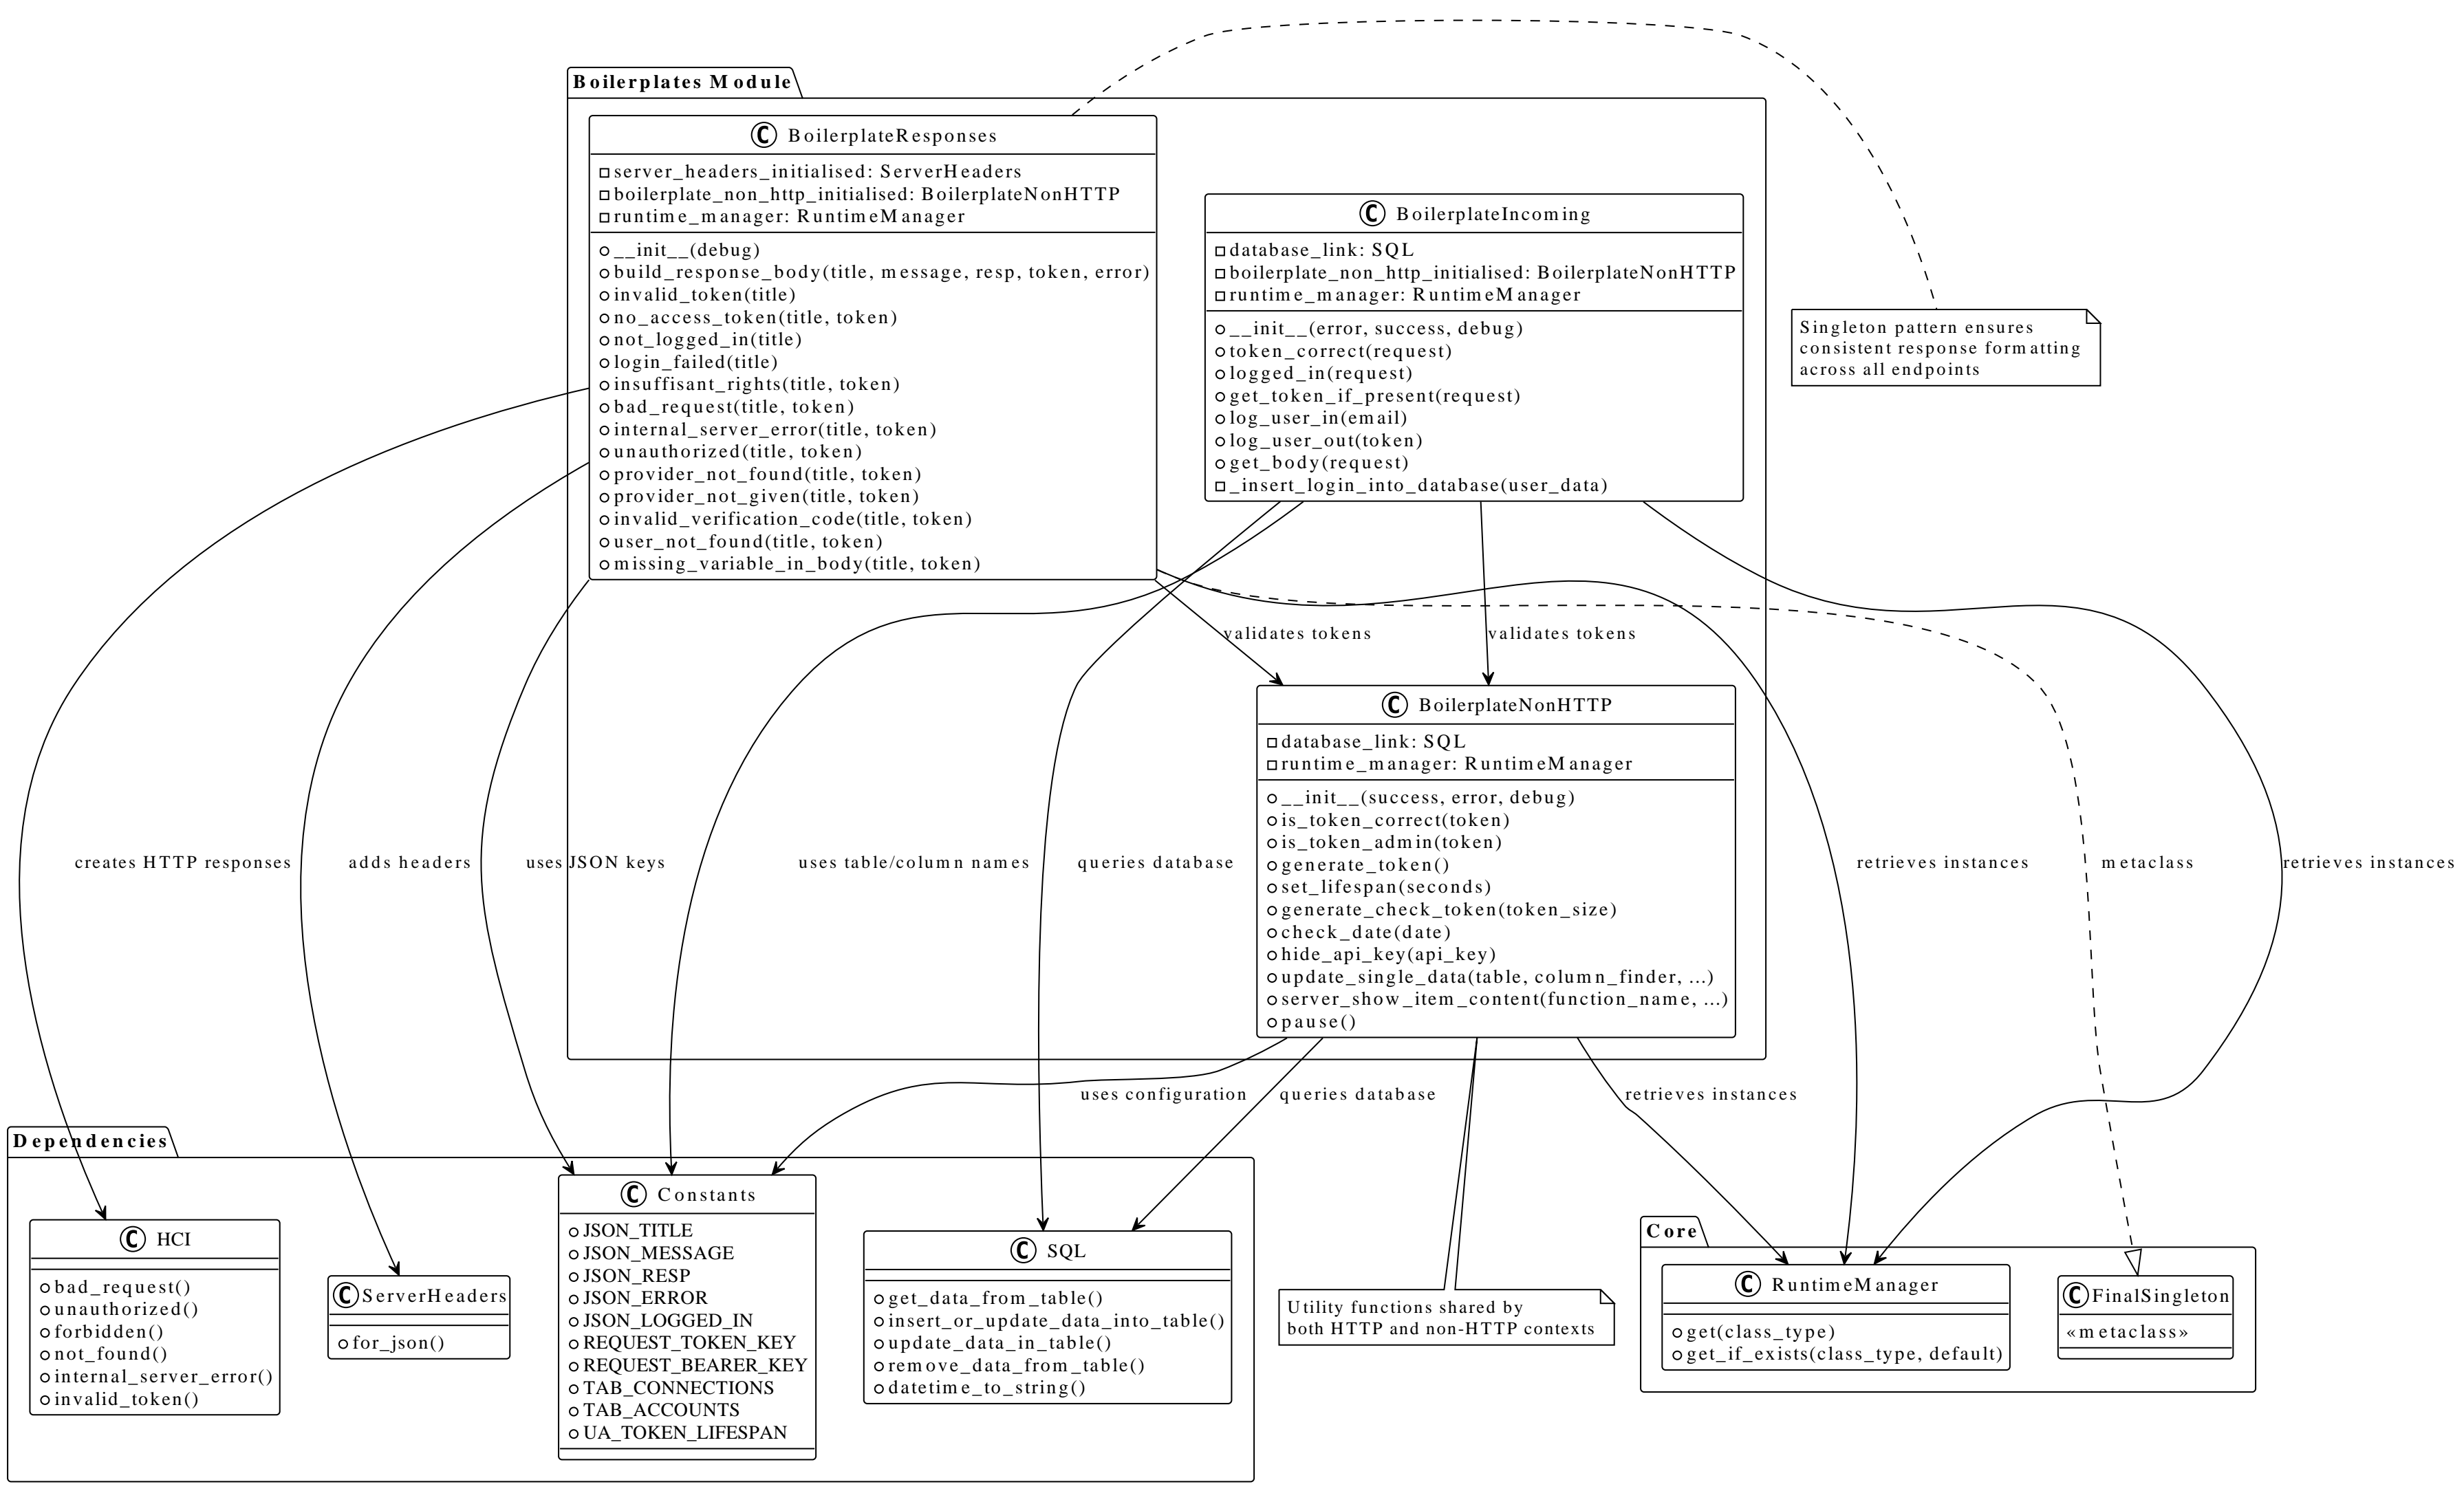 Boilerplates Module
BoilerplateResponses
server_headers_initialised: ServerHeaders
boilerplate_non_http_initialised: BoilerplateNonHTTP
runtime_manager: RuntimeManager
__init__(debug)
build_response_body(title, message, resp, token, error)
invalid_token(title)
no_access_token(title, token)
not_logged_in(title)
login_failed(title)
insuffisant_rights(title, token)
bad_request(title, token)
internal_server_error(title, token)
unauthorized(title, token)
provider_not_found(title, token)
provider_not_given(title, token)
invalid_verification_code(title, token)
user_not_found(title, token)
missing_variable_in_body(title, token)
BoilerplateIncoming
database_link: SQL
boilerplate_non_http_initialised: BoilerplateNonHTTP
runtime_manager: RuntimeManager
__init__(error, success, debug)
token_correct(request)
logged_in(request)
get_token_if_present(request)
log_user_in(email)
log_user_out(token)
get_body(request)
_insert_login_into_database(user_data)
Singleton pattern ensures
consistent response formatting
across all endpoints
validates tokens
validates tokens
BoilerplateNonHTTP
database_link: SQL
runtime_manager: RuntimeManager
__init__(success, error, debug)
is_token_correct(token)
is_token_admin(token)
generate_token()
set_lifespan(seconds)
generate_check_token(token_size)
check_date(date)
hide_api_key(api_key)
update_single_data(table, column_finder, ...)
server_show_item_content(function_name, ...)
pause()
creates HTTP responses
adds headers
uses JSON keys
uses table/column names
queries database
retrieves instances
metaclass
retrieves instances
uses configuration
queries database
retrieves instances
Dependencies
HCI
bad_request()
unauthorized()
forbidden()
not_found()
internal_server_error()
invalid_token()
ServerHeaders
for_json()
Constants
JSON_TITLE
JSON_MESSAGE
JSON_RESP
JSON_ERROR
JSON_LOGGED_IN
REQUEST_TOKEN_KEY
REQUEST_BEARER_KEY
TAB_CONNECTIONS
TAB_ACCOUNTS
UA_TOKEN_LIFESPAN
SQL
get_data_from_table()
insert_or_update_data_into_table()
update_data_in_table()
remove_data_from_table()
datetime_to_string()
Utility functions shared by
both HTTP and non-HTTP contexts
Core
RuntimeManager
get(class_type)
get_if_exists(class_type, default)
FinalSingleton
«metaclass»